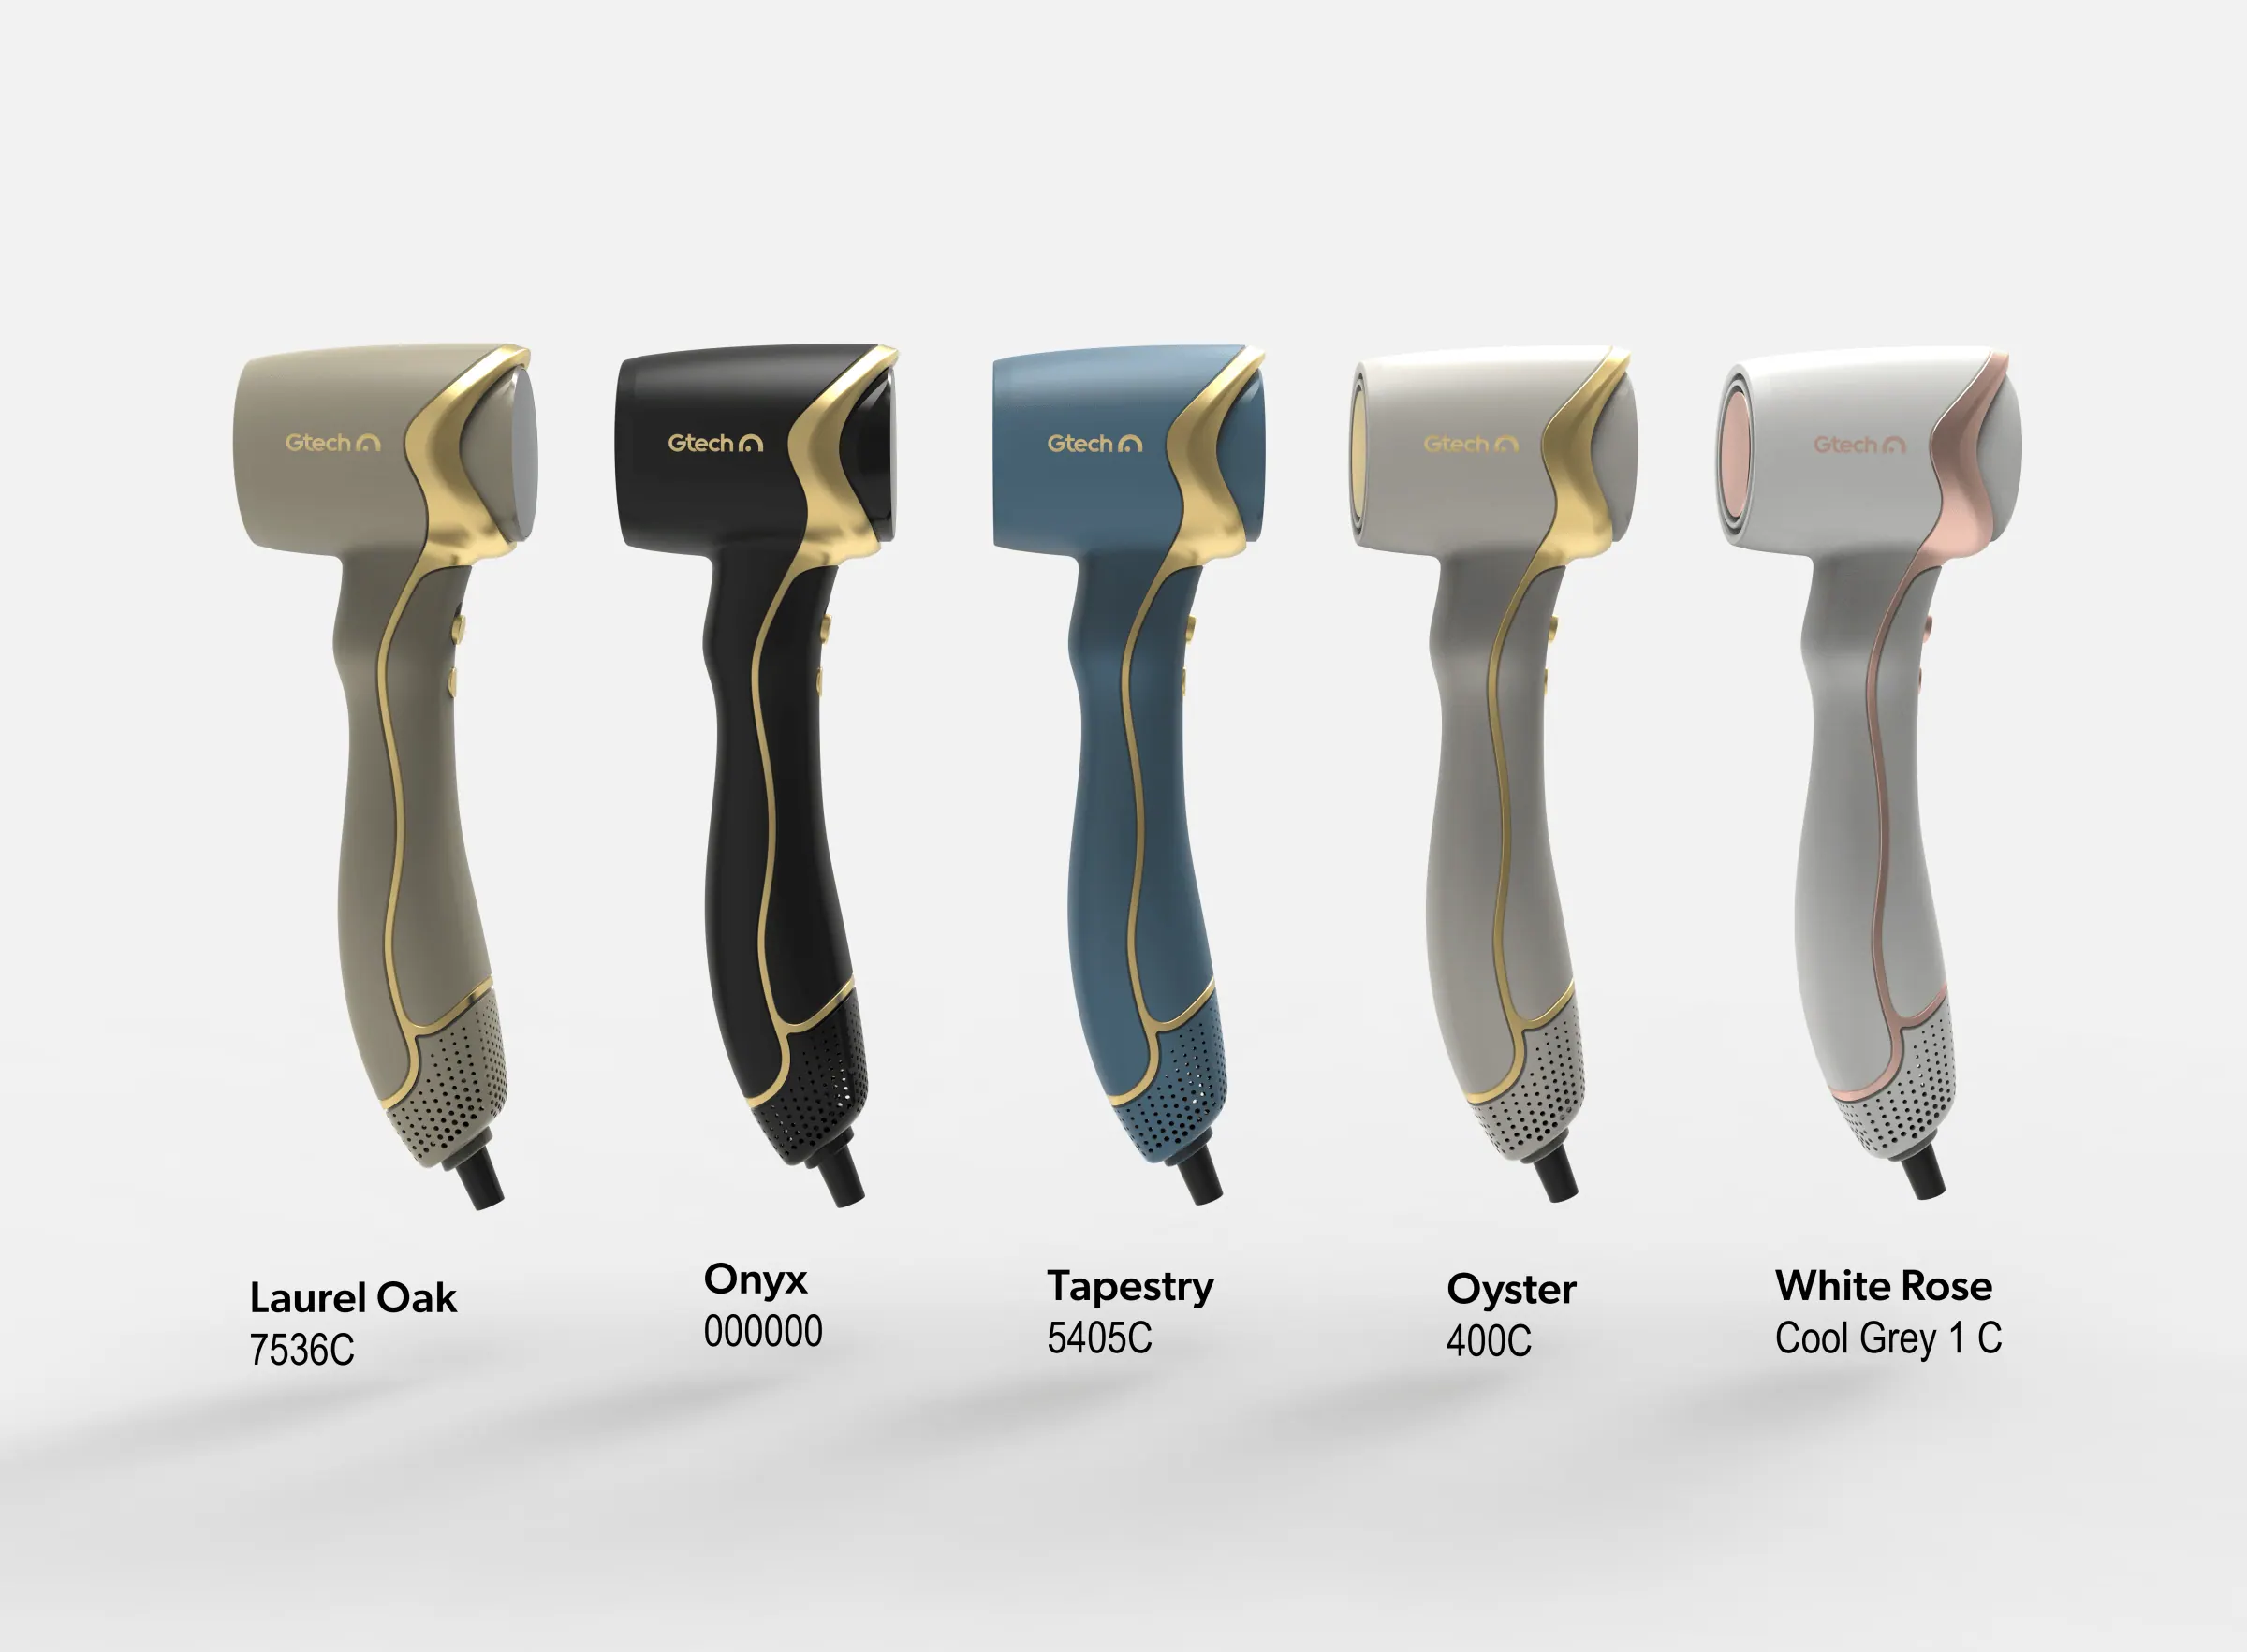 Gtech
Gtech
Gtech
Gtech
Gtech
Laurel Oak
7536C
Onyx
000000
Tapestry
5405C
Oyster
400C
White Rose
Cool Grey 1 C